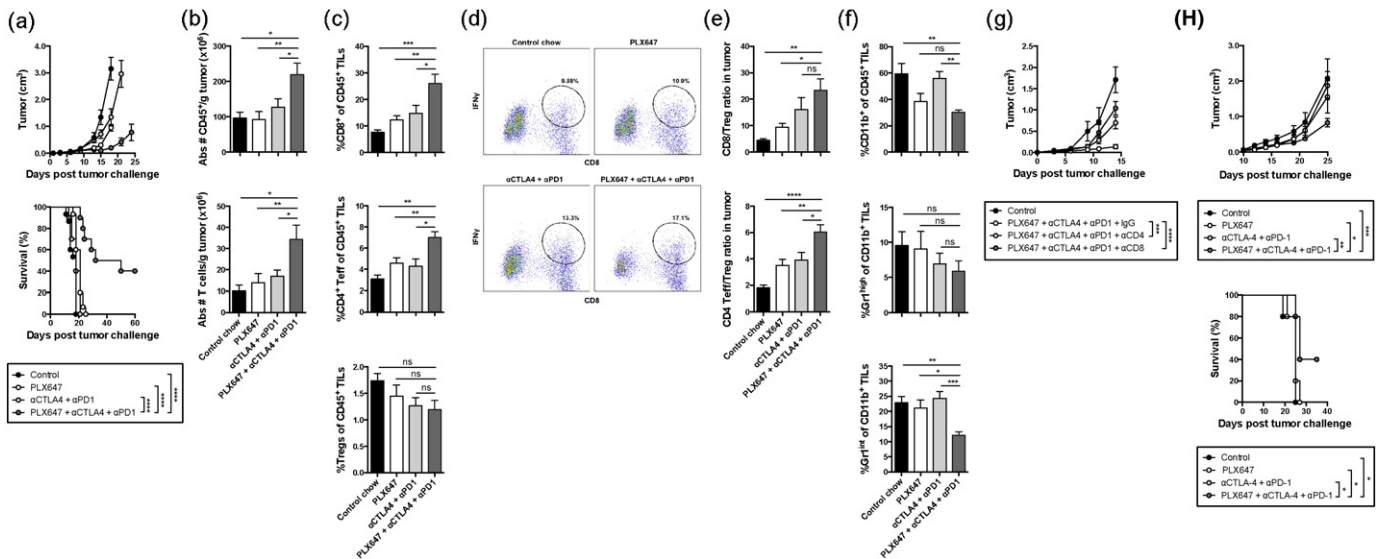 (a)
Tumor (cm³)
4.0
3.0
2.0
1.0
0.0
0 5 10 15 20 25
Days post tumor challenge
Survival (%)
100
80
60
40
20
0
0 20 40 60
Days post tumor challenge
Control
PLX647
αCTLA4 + αPD1
PLX647 + αCTLA4 + αPD1
**** **** ****
(b)
Abs # CD45⁺/g tumor (x10⁶)
300
250
200
150
100
50
0
*
**
*
Abs # T cells/g tumor (x10⁶)
50
40
30
20
10
0
*
**
*
Control chow
PLX647
αCTLA4 + αPD1
PLX647 + αCTLA4 + αPD1
(c)
%CD8⁺ of CD45⁺ TILs
40
30
20
10
0
***
**
*
%CD4⁺ Teff of CD45⁺ TILs
10
8
6
4
2
0
**
**
*
%Tregs of CD45⁺ TILs
2.0
1.5
1.0
0.5
0.0
ns
ns
ns
Control chow
PLX647
αCTLA4 + αPD1
PLX647 + αCTLA4 + αPD1
(d)
Control chow
PLX647
9.88%
10.9%
IFNγ
CD8
αCTLA4 + αPD1
PLX647 + αCTLA4 + αPD1
13.3%
17.1%
IFNγ
CD8
(e)
CD8/Treg ratio in tumor
40
30
20
10
0
**
*
ns
CD4 Teff/Treg ratio in tumor
8
6
4
2
0
****
**
*
Control chow
PLX647
αCTLA4 + αPD1
PLX647 + αCTLA4 + αPD1
(f)
%CD11b⁺ of CD45⁺ TILs
100
80
60
40
20
0
**
ns
**
%Gr1ʰⁱᵍʰ of CD11b⁺ TILs
20
15
10
5
0
ns
ns
ns
%Gr1ⁱⁿᵗ of CD11b⁺ TILs
35
30
25
20
15
10
5
0
**
*
***
Control chow
PLX647
αCTLA4 + αPD1
PLX647 + αCTLA4 + αPD1
(g)
Tumor (cm³)
3.0
2.0
1.0
0.0
0 5 10 15
Days post tumor challenge
Control
PLX647 + αCTLA4 + αPD1 + IgG
PLX647 + αCTLA4 + αPD1 + αCD4
PLX647 + αCTLA4 + αPD1 + αCD8
*** ****
(H)
Tumor (cm³)
3.0
2.0
1.0
0.0
10 15 20 25
Days post tumor challenge
Control
PLX647
αCTLA-4 + αPD-1
PLX647 + αCTLA-4 + αPD-1
** * ***
Survival (%)
100
80
60
40
20
0
0 10 20 30 40
Days post tumor challenge
Control
PLX647
αCTLA-4 + αPD-1
PLX647 + αCTLA-4 + αPD-1
* * *